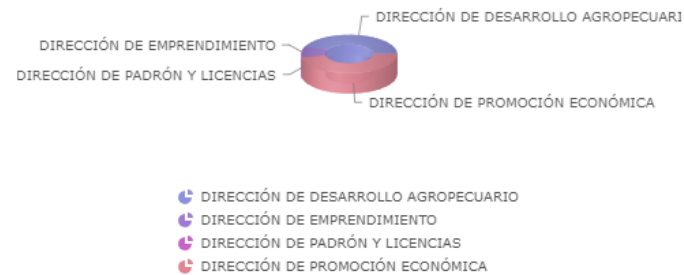 DIRECCIÓN DE DESARROLLO AGROPECUARI
DIRECCIÓN DE EMPRENDIMIENTO
DIRECCIÓN DE PADRÓN Y LICENCIAS
DIRECCIÓN DE PROMOCIÓN ECONÓMICA
DIRECCIÓN DE DESARROLLO AGROPECUARIO
DIRECCIÓN DE EMPRENDIMIENTO
DIRECCIÓN DE PADRÓN Y LICENCIAS
DIRECCIÓN DE PROMOCIÓN ECONÓMICA